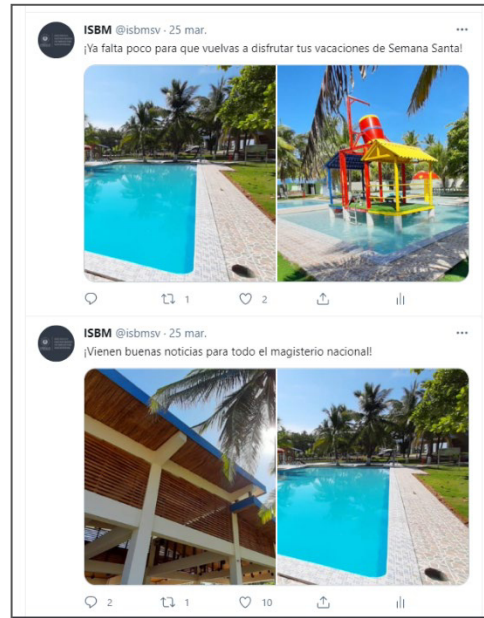 ISBM @isbmsv · 25 mar.
¡Ya falta poco para que vuelvas a disfrutar tus vacaciones de Semana Santa!
1 2
ISBM @isbmsv · 25 mar.
¡Vienen buenas noticias para todo el magisterio nacional!
2 1 10